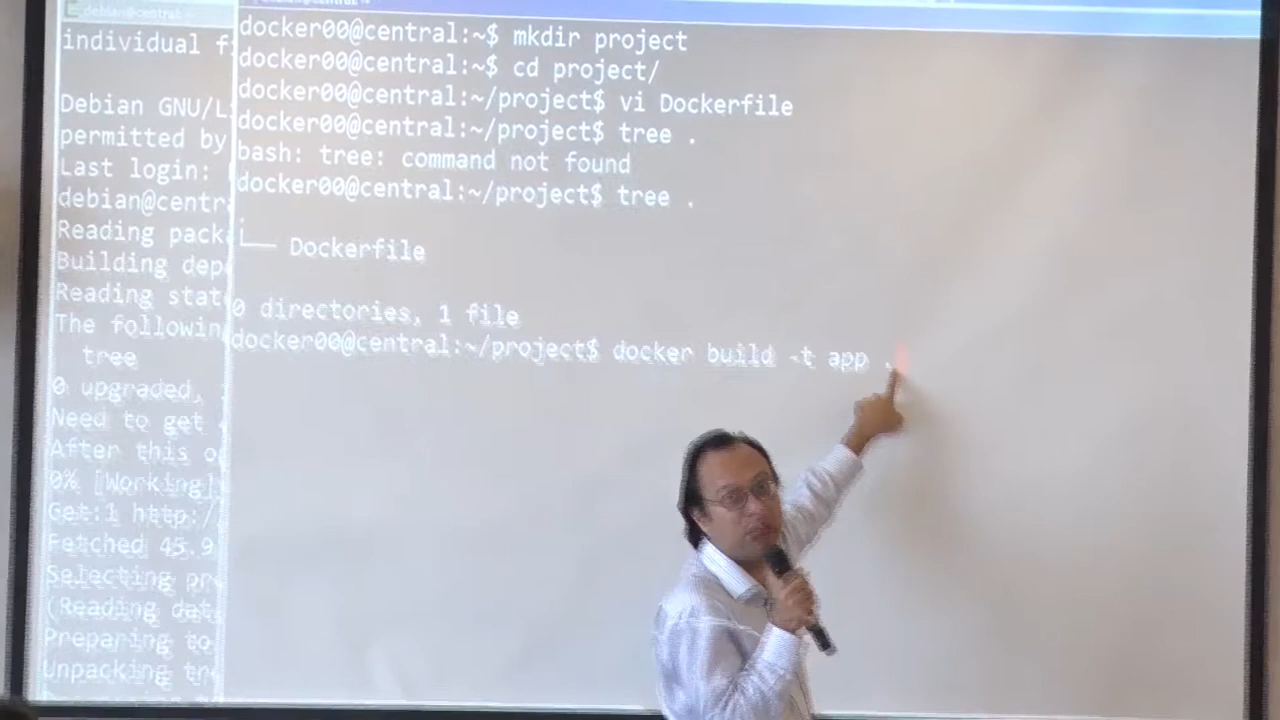 debian@central: ~
individual f
Debian GNU/L
permitted by
Last login:
debian@centr
Reading pack
Building dep
Reading stat
The followin
tree
0 upgraded,
Need to get
After this o
0% [Working]
Get:1 http:/
Fetched 45.9
Selecting pr
(Reading dat
Preparing to
Unpacking tr
docker00@central:~$ mkdir project
docker00@central:~$ cd project/
docker00@central:~/project$ vi Dockerfile
docker00@central:~/project$ tree .
bash: tree: command not found
docker00@central:~/project$ tree .
.
└── Dockerfile
0 directories, 1 file
docker00@central:~/project$ docker build -t app .